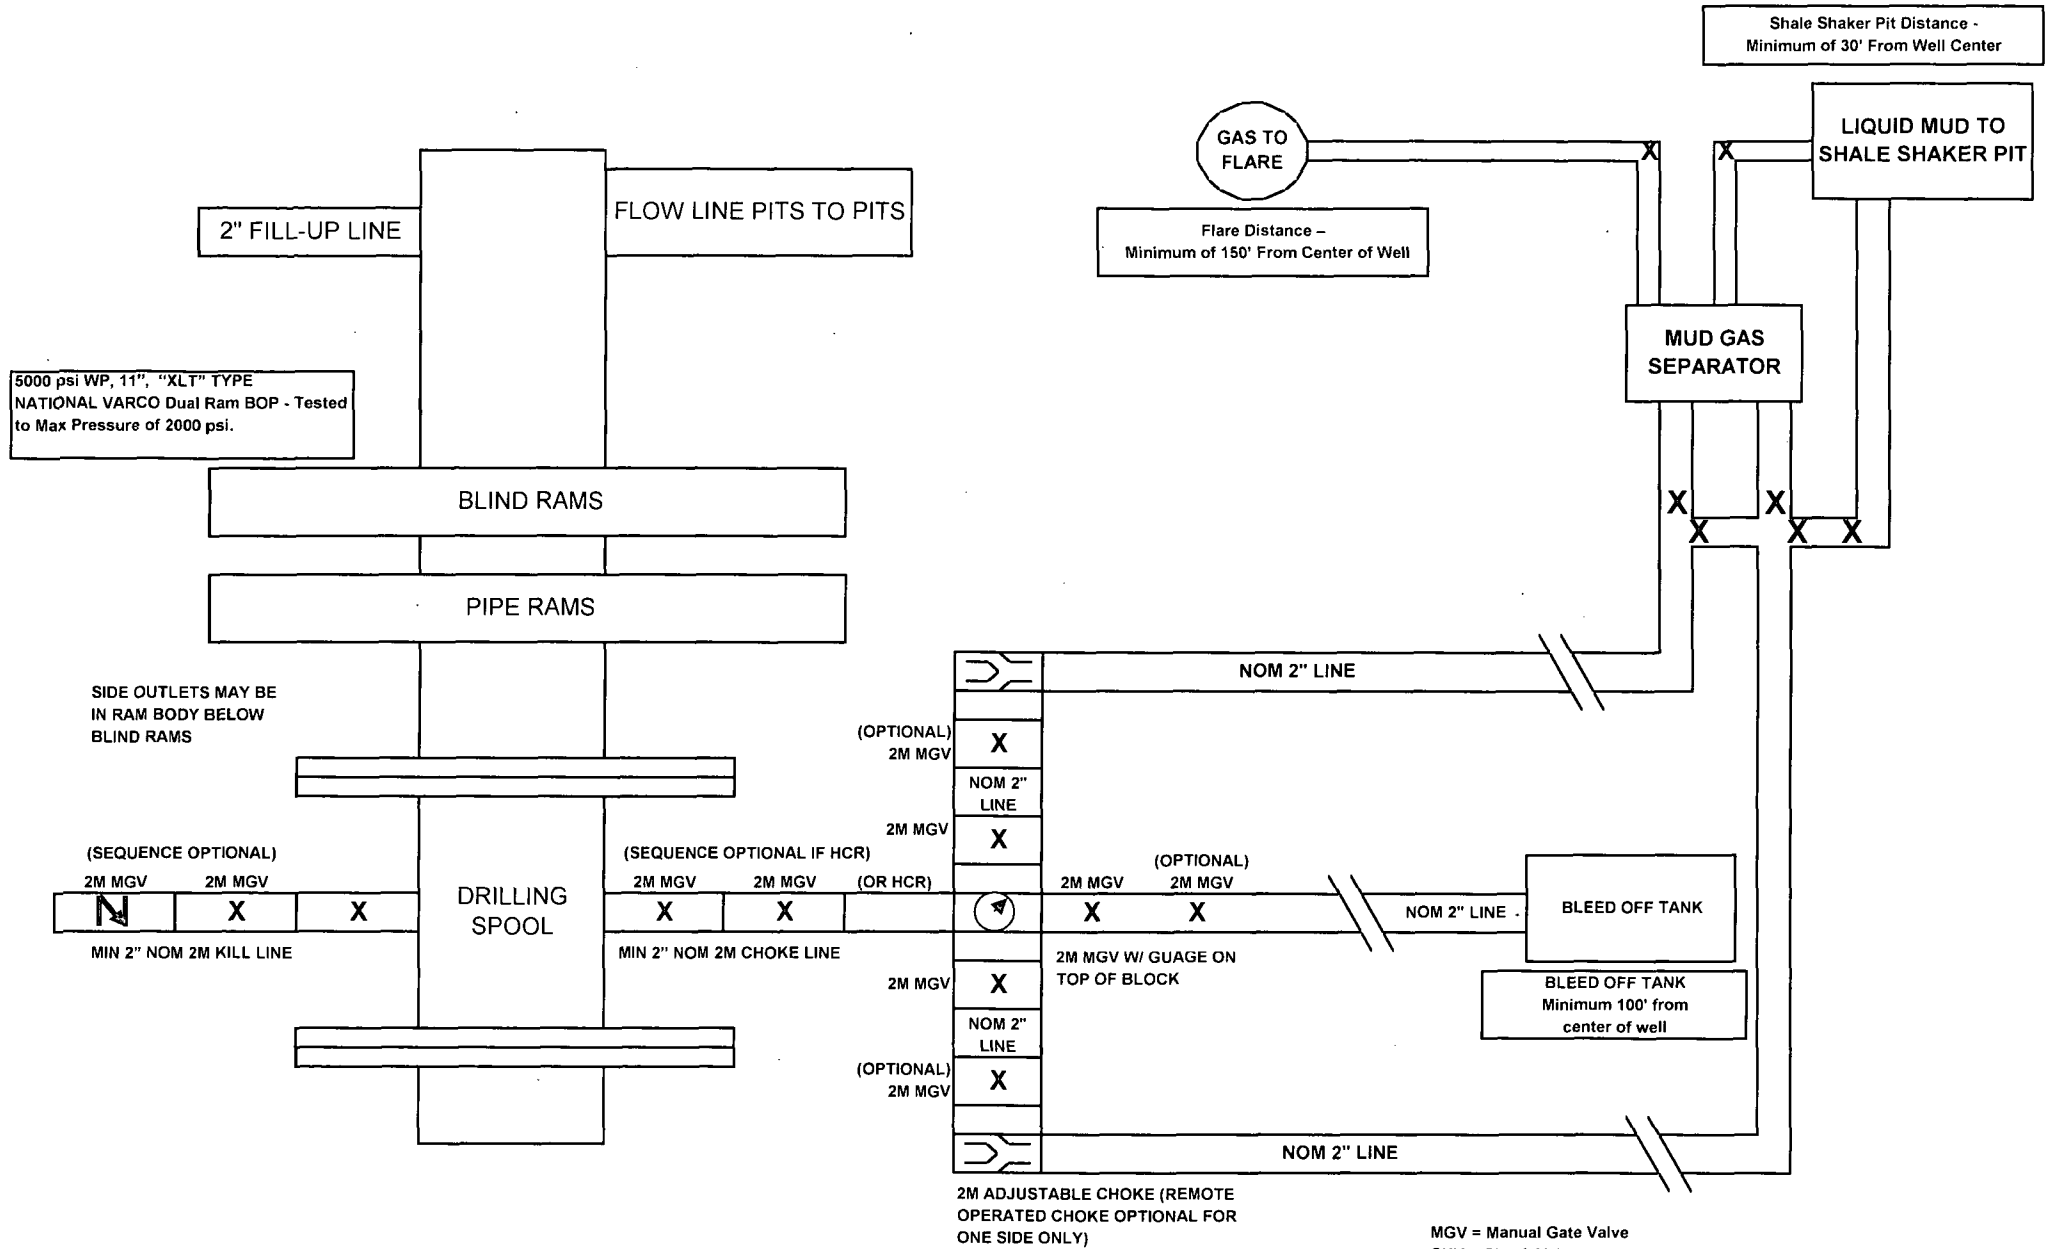 Shale Shaker Pit Distance -
Minimum of 30' From Well Center
LIQUID MUD TO
SHALE SHAKER PIT
GAS TO
FLARE
X
X
FLOW LINE PITS TO PITS
2" FILL-UP LINE
Flare Distance –
Minimum of 150' From Center of Well
MUD GAS
SEPARATOR
5000 psi WP, 11", "XLT" TYPE
NATIONAL VARCO Dual Ram BOP - Tested
to Max Pressure of 2000 psi.
BLIND RAMS
X
X
X
X
X
PIPE RAMS
NOM 2" LINE
SIDE OUTLETS MAY BE
IN RAM BODY BELOW
BLIND RAMS
(OPTIONAL)
2M MGV
X
NOM 2"
LINE
2M MGV
X
(SEQUENCE OPTIONAL)
2M MGV
2M MGV
X
X
MIN 2" NOM 2M KILL LINE
DRILLING
SPOOL
(SEQUENCE OPTIONAL IF HCR)
2M MGV
2M MGV
(OR HCR)
X
X
MIN 2" NOM 2M CHOKE LINE
2M MGV
(OPTIONAL)
2M MGV
X
X
NOM 2" LINE
BLEED OFF TANK
2M MGV W/ GUAGE ON
TOP OF BLOCK
BLEED OFF TANK
Minimum 100' from
center of well
2M MGV
X
NOM 2"
LINE
(OPTIONAL)
2M MGV
X
NOM 2" LINE
2M ADJUSTABLE CHOKE (REMOTE
OPERATED CHOKE OPTIONAL FOR
ONE SIDE ONLY)
MGV = Manual Gate Valve